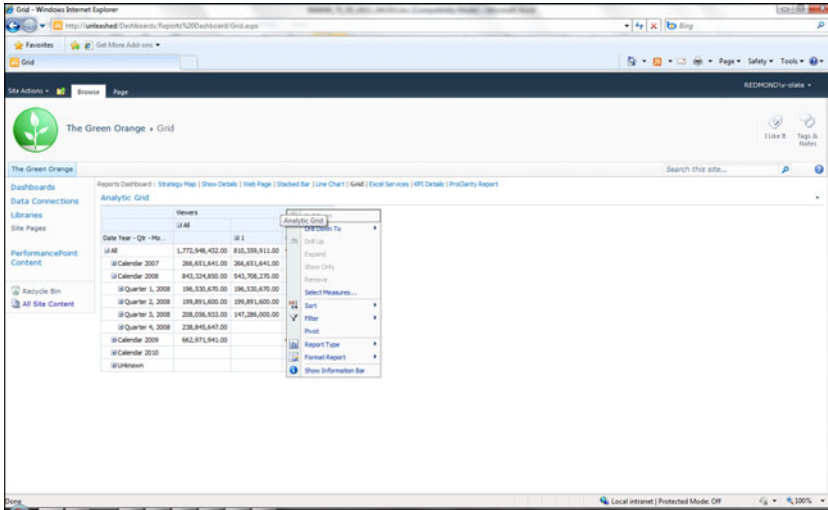 Grid - Windows Internet Explorer
http://unleashed/Dashboards/Reports%20Dashboard/Grid.aspx
Bing
Favorites
Get More Add-ons
Grid
Page
Safety
Tools
REDMOND\v-olate
Site Actions
Browse
Page
The Green Orange
Grid
I Like It
Tags & Notes
The Green Orange
Search this site...
Dashboards
Data Connections
Libraries
Site Pages
PerformancePoint Content
Recycle Bin
All Site Content
Reports Dashboard : Strategy Map | Show Details | Web Page | Stacked Bar | Line Chart | Grid | Excel Services | KPI Details | ProClarity Report
Analytic Grid
Viewers
All
Date Year - Qtr - Mo...
1
All 1,772,948,432.00 810,359,911.00
Calendar 2007 266,651,641.00 266,651,641.00
Calendar 2008 843,324,850.00 543,708,270.00
Quarter 1, 2008 196,530,670.00 196,530,670.00
Quarter 2, 2008 199,891,600.00 199,891,600.00
Quarter 3, 2008 208,056,933.00 147,286,000.00
Quarter 4, 2008 238,845,647.00
Calendar 2009 662,971,941.00
Calendar 2010
Unknown
Analytic Grid
Drill Down To
Drill Up
Expand
Show Only
Remove
Select Measures...
Sort
Filter
Pivot
Report Type
Format Report
Show Information Bar
Done
Local intranet | Protected Mode: Off
100%